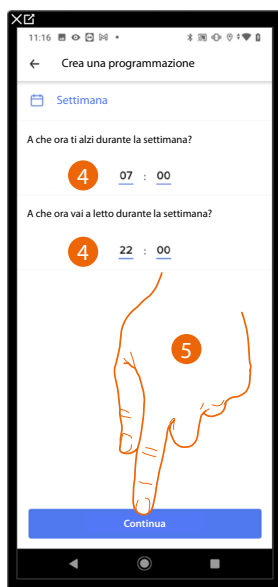 11:16
Crea una programmazione
Settimana
A che ora ti alzi durante la settimana?
4 07 : 00
A che ora vai a letto durante la settimana?
4 22 : 00
5
Continua